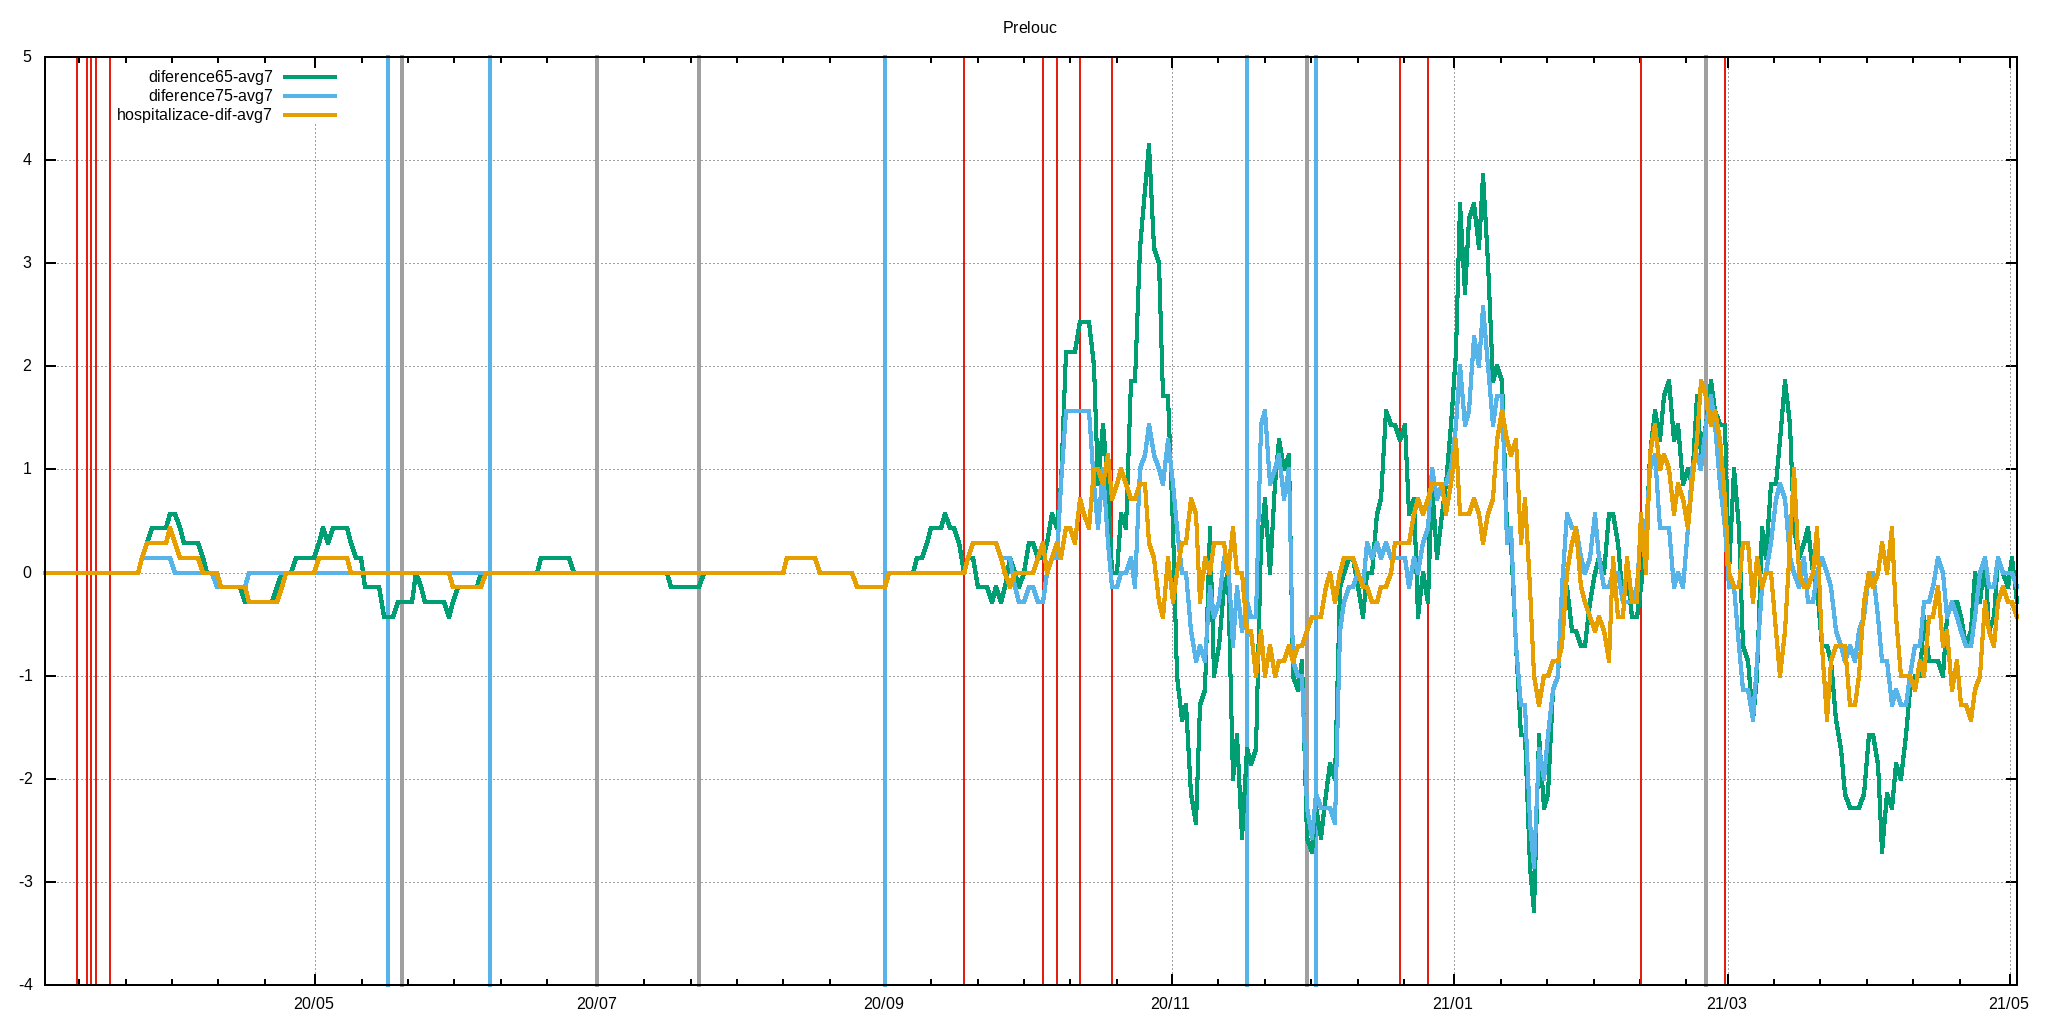 Prelouc
5
diference65-avg7
diference75-avg7
hospitalizace-dif-avg7
4
3
2
1
0
-1
-2
-3
-4
20/05 20/07 20/09 20/11 21/01 21/03 21/05